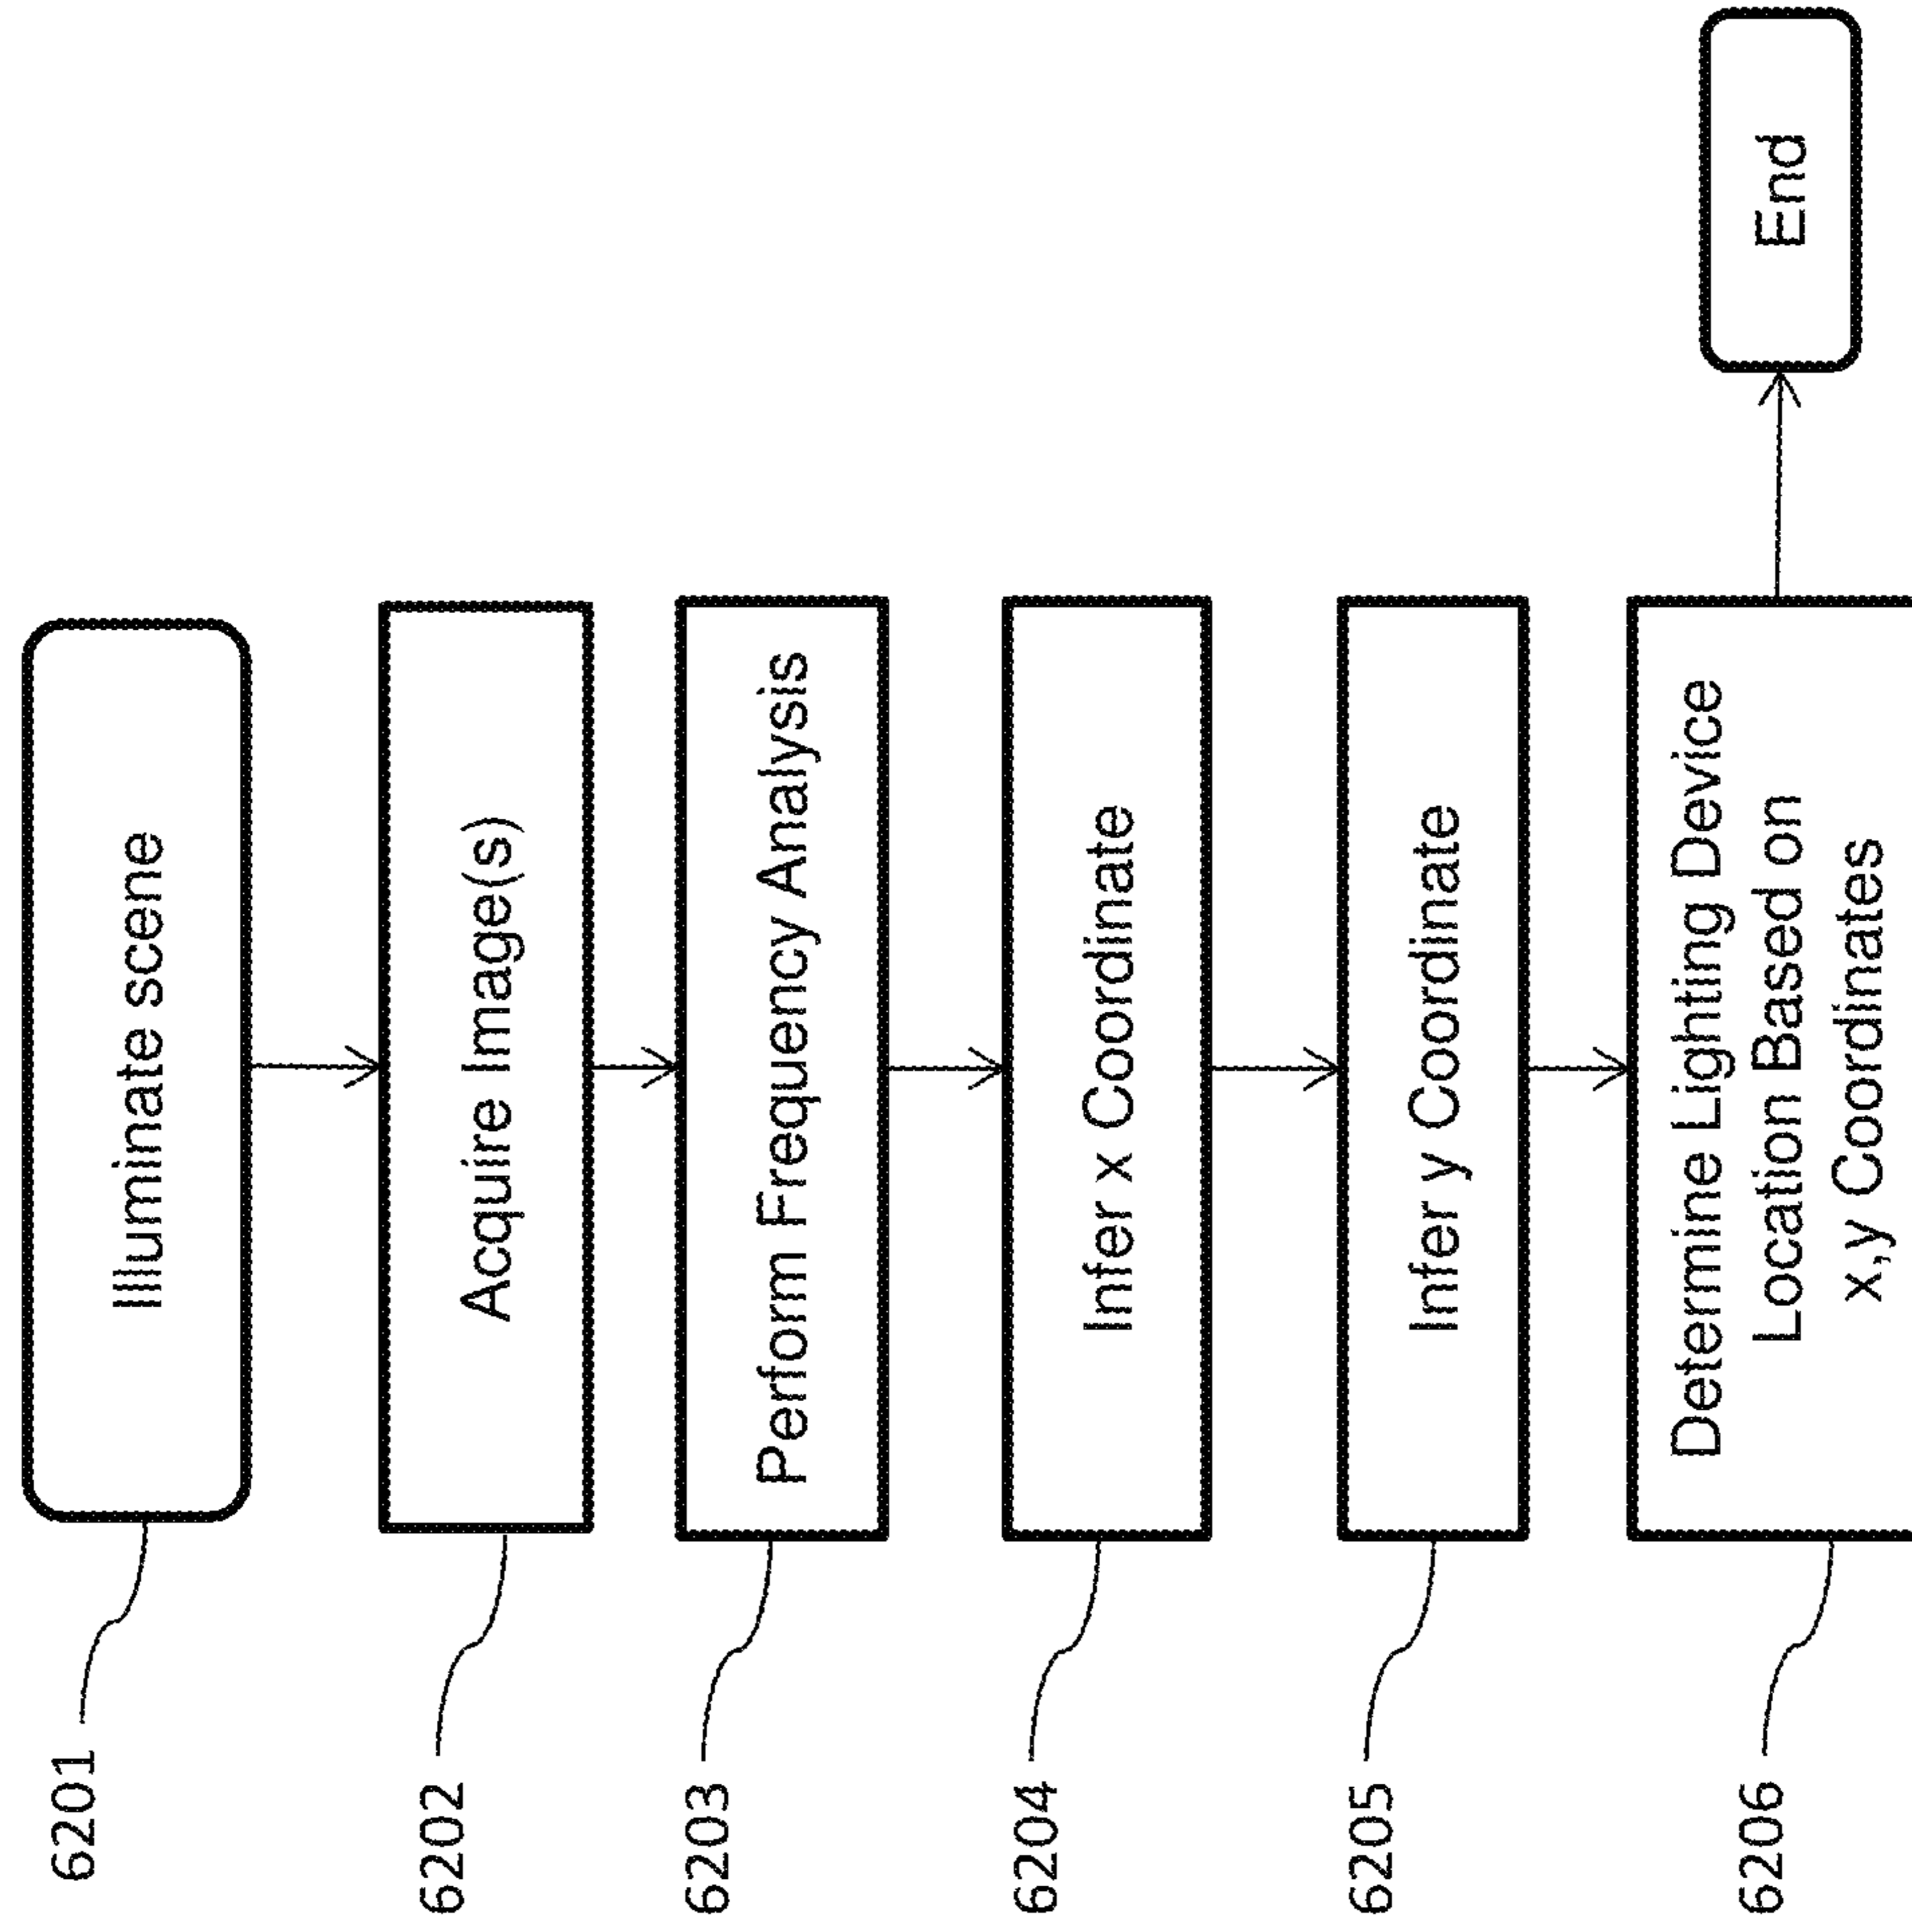 6201
Illuminate scene
6202
Acquire Image(s)
6203
Perform Frequency Analysis
6204
Infer x Coordinate
6205
Infer y Coordinate
6206
Determine Lighting Device
Location Based on
x,y Coordinates
End